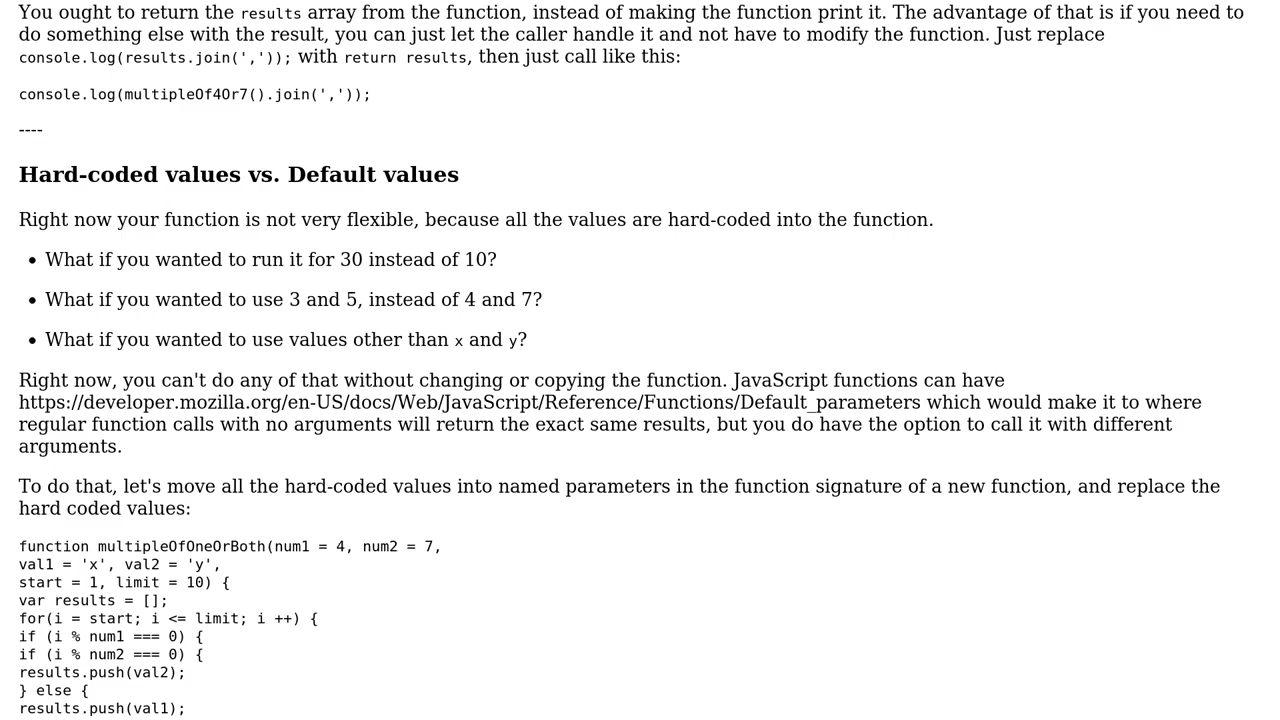 You ought to return the results array from the function, instead of making the function print it. The advantage of that is if you need to
do something else with the result, you can just let the caller handle it and not have to modify the function. Just replace
console.log(results.join(',')); with return results, then just call like this:
console.log(multipleOf4Or7().join(','));
----
Hard-coded values vs. Default values
Right now your function is not very flexible, because all the values are hard-coded into the function.
• What if you wanted to run it for 30 instead of 10?
• What if you wanted to use 3 and 5, instead of 4 and 7?
• What if you wanted to use values other than x and y?
Right now, you can't do any of that without changing or copying the function. JavaScript functions can have
https://developer.mozilla.org/en-US/docs/Web/JavaScript/Reference/Functions/Default_parameters which would make it to where
regular function calls with no arguments will return the exact same results, but you do have the option to call it with different
arguments.
To do that, let's move all the hard-coded values into named parameters in the function signature of a new function, and replace the
hard coded values:
function multipleOfOneOrBoth(num1 = 4, num2 = 7,
val1 = 'x', val2 = 'y',
start = 1, limit = 10) {
var results = [];
for(i = start; i <= limit; i ++) {
if (i % num1 === 0) {
if (i % num2 === 0) {
results.push(val2);
} else {
results.push(val1);